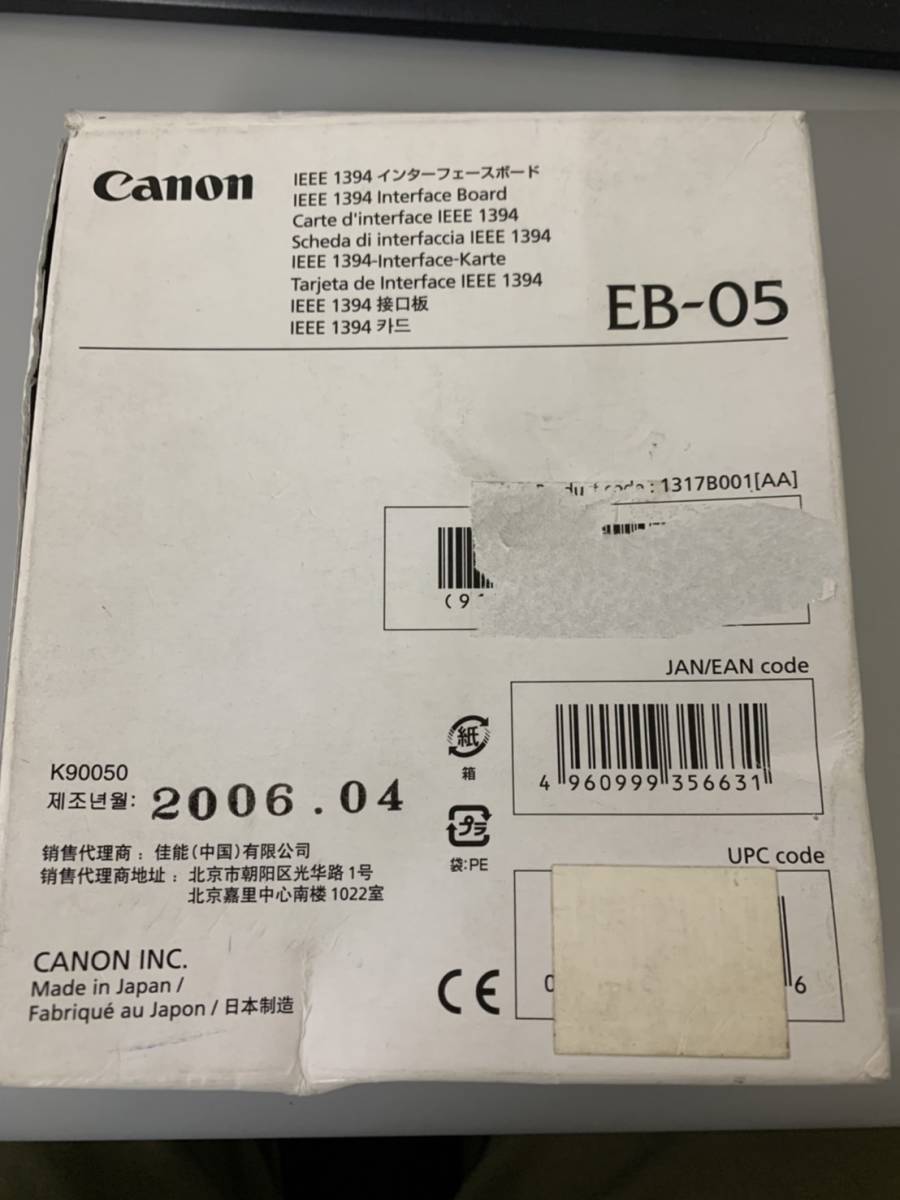 Canon
IEEE 1394 インターフェースボード
IEEE 1394 Interface Board
Carte d'interface IEEE 1394
Scheda di interfaccia IEEE 1394
IEEE 1394-Interface-Karte
Tarjeta de Interface IEEE 1394
IEEE 1394 接口板
IEEE 1394 카드
EB-05
code : 1317B001[AA]
(9
JAN/EAN code
4 960999 356631
紙
箱
プラ
袋:PE
K90050
제조년월: 2006.04
销售代理商 : 佳能(中国)有限公司
销售代理商地址 : 北京市朝阳区光华路1号
北京嘉里中心南楼1022室
UPC code
0
6
CANON INC.
Made in Japan /
Fabriqué au Japon / 日本制造
CE